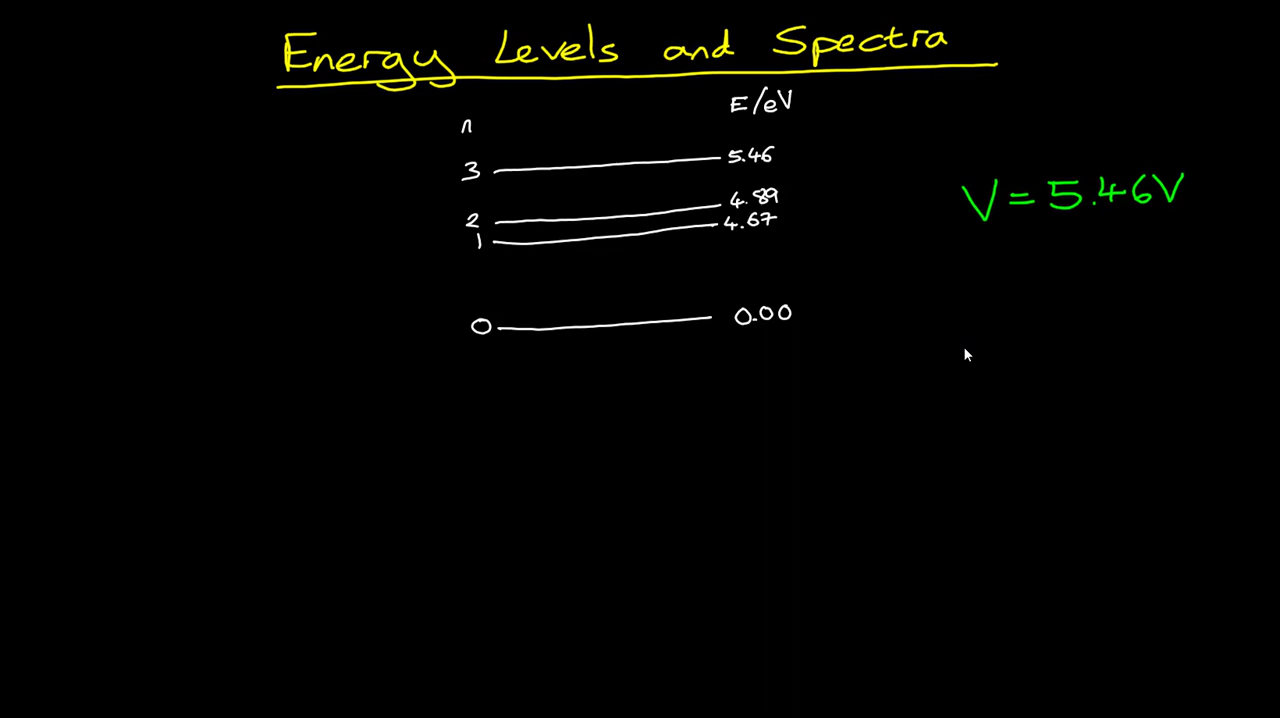 Energy Levels and Spectra
n E/eV
3 5.46
2 4.89
1 4.67
0 0.00
V = 5.46V